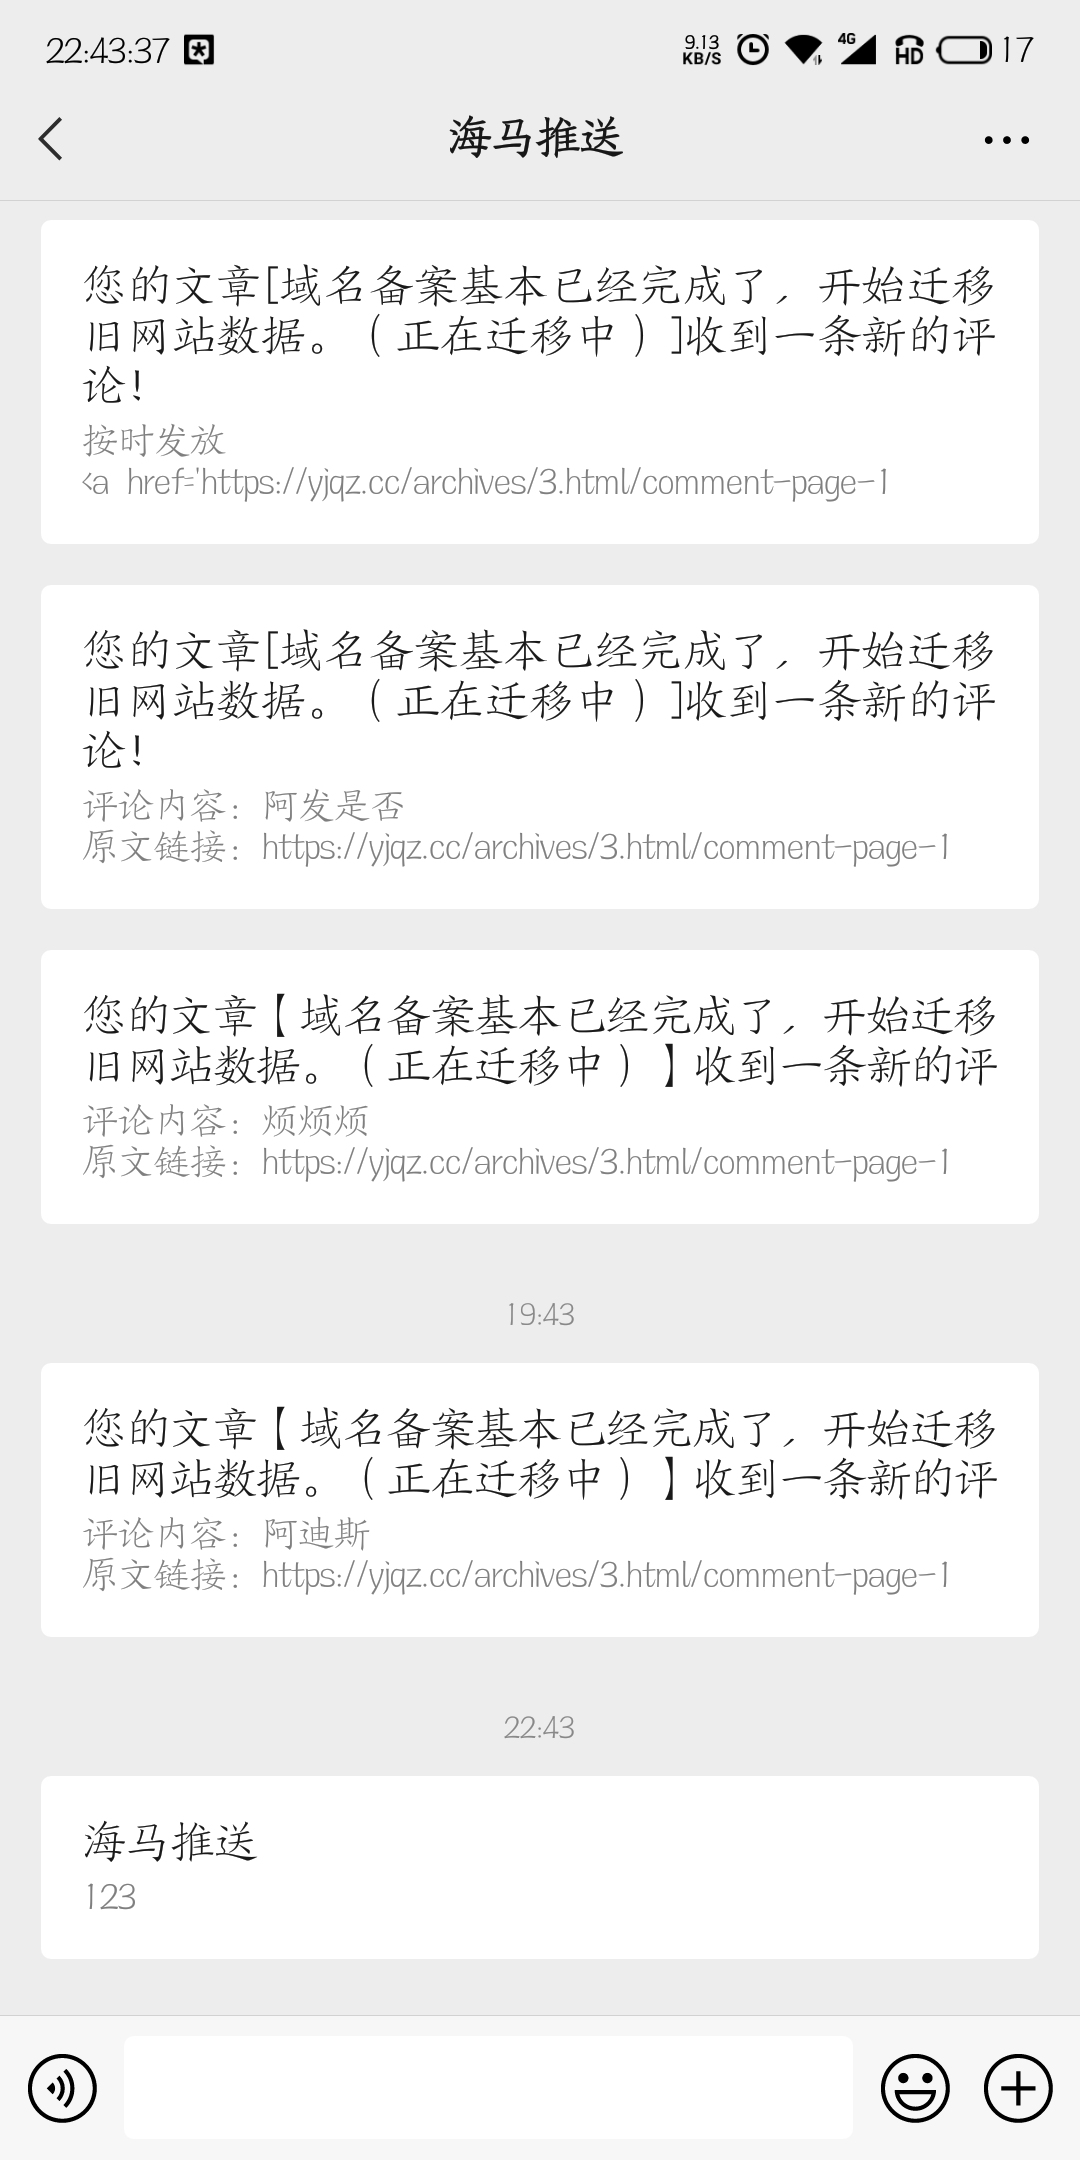 22:43:37
9.13 KB/S 4G HD 17
海马推送
您的文章[域名备案基本已经完成了，开始迁移
旧网站数据。（正在迁移中）]收到一条新的评
论!
按时发放
<a href='https://yjqz.cc/archives/3.html/comment-page-1
您的文章[域名备案基本已经完成了，开始迁移
旧网站数据。（正在迁移中）]收到一条新的评
论!
评论内容：阿发是否
原文链接：https://yjqz.cc/archives/3.html/comment-page-1
您的文章【域名备案基本已经完成了，开始迁移
旧网站数据。（正在迁移中）】收到一条新的评
评论内容：烦烦烦
原文链接：https://yjqz.cc/archives/3.html/comment-page-1
19:43
您的文章【域名备案基本已经完成了，开始迁移
旧网站数据。（正在迁移中）】收到一条新的评
评论内容：阿迪斯
原文链接：https://yjqz.cc/archives/3.html/comment-page-1
22:43
海马推送
123